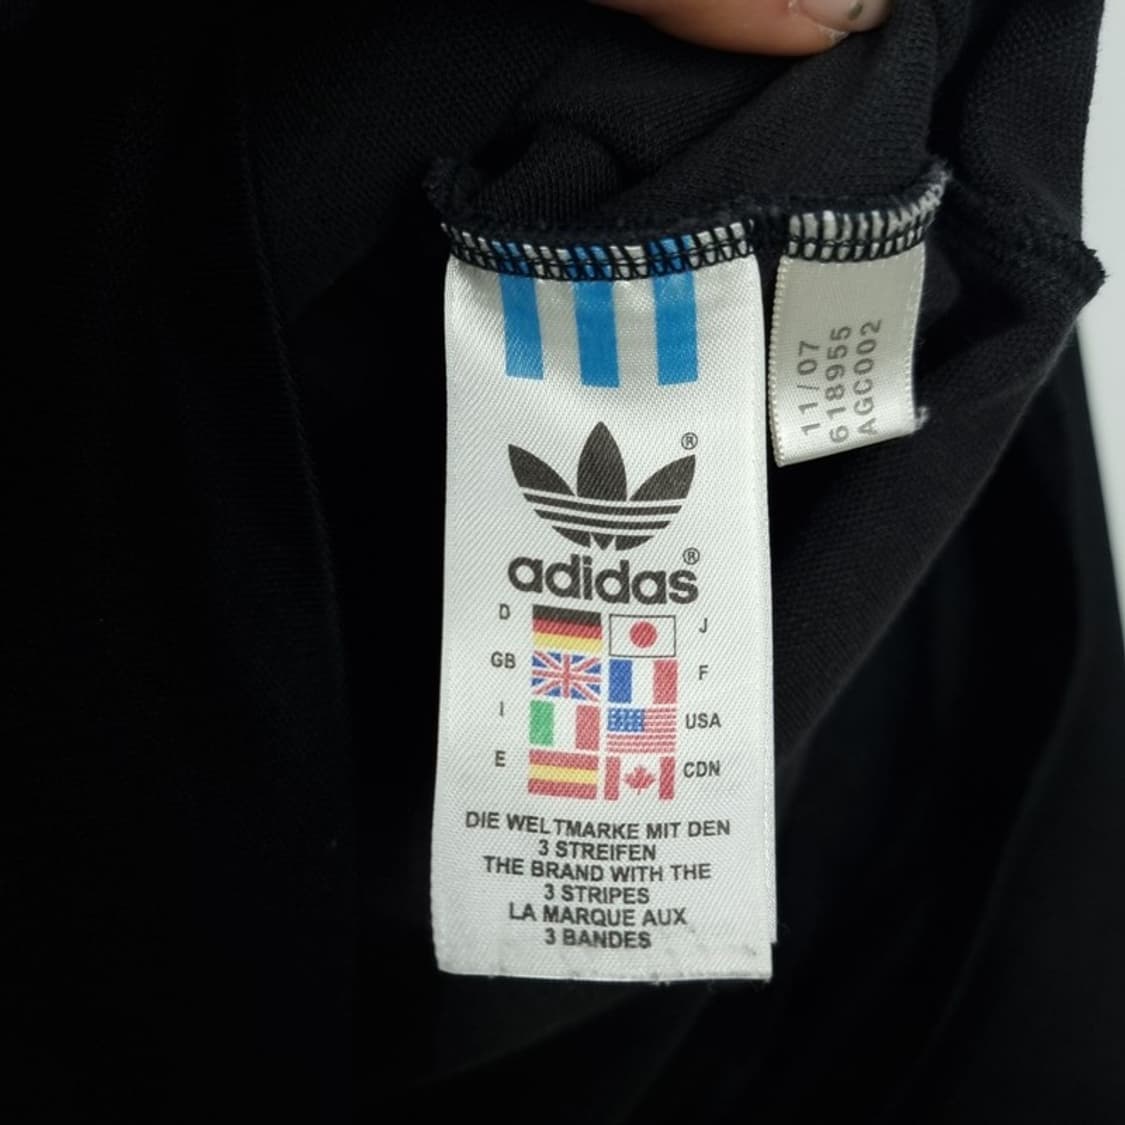 ®
adidas®
D
J
GB
F
I
USA
E
CDN
DIE WELTMARKE MIT DEN
3 STREIFEN
THE BRAND WITH THE
3 STRIPES
LA MARQUE AUX
3 BANDES
11/07
618955
AGC002